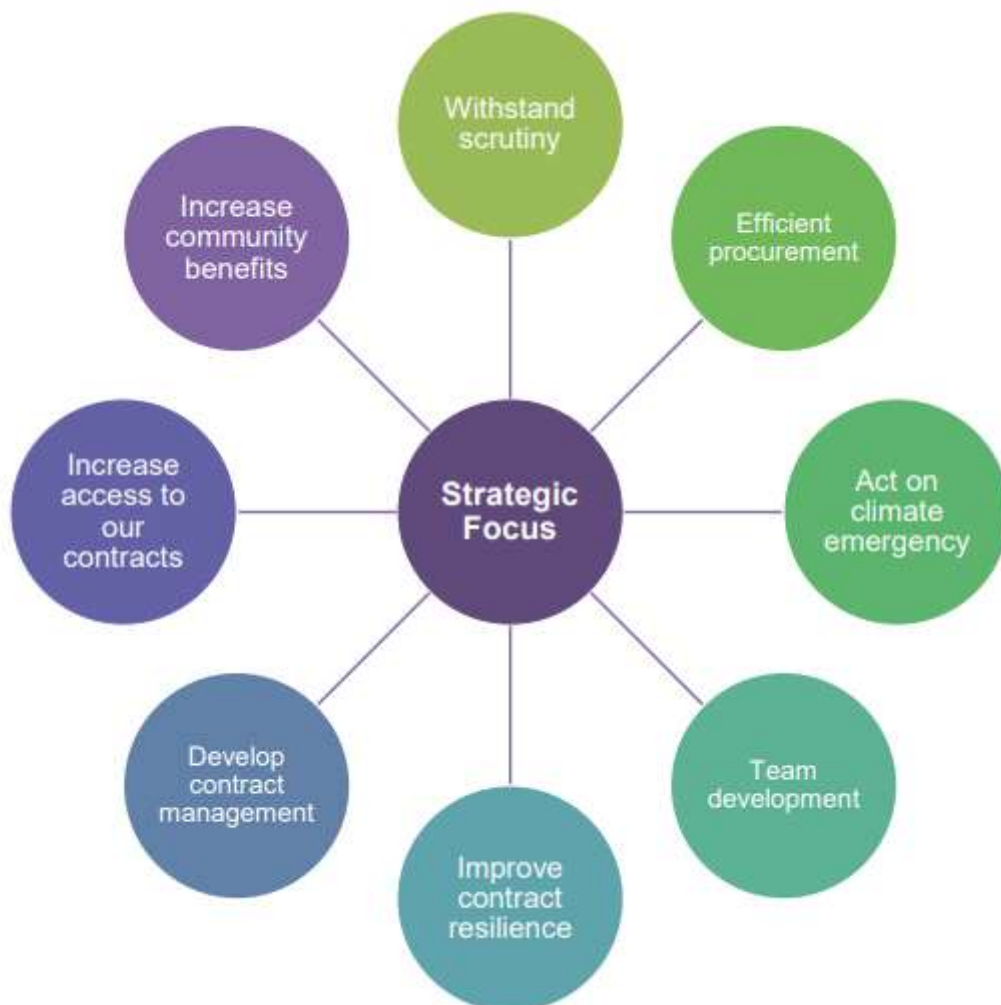 Withstand
scrutiny
Efficient
procurement
Act on
climate
emergency
Team
development
Improve
contract
resilience
Develop
contract
management
Increase
access to
our
contracts
Increase
community
benefits
Strategic
Focus